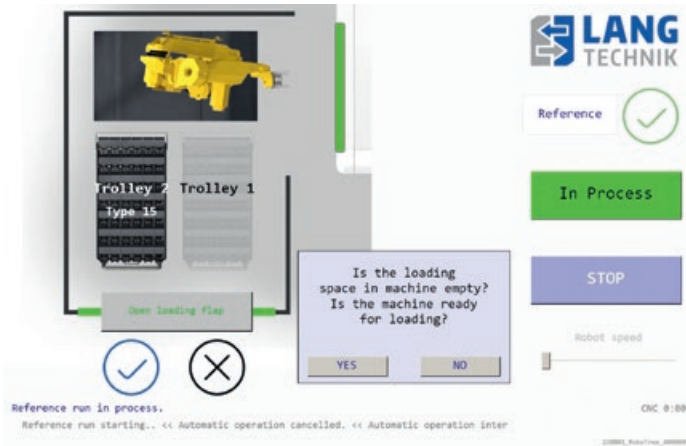 LANG
TECHNIK
Reference
Trolley 2
Trolley 1
Type 15
In Process
Is the loading
space in machine empty?
Is the machine ready
for loading?
STOP
Open loading flap
YES
NO
Robot speed
Reference run in process.
CNC 0:00
Reference run starting.. << Automatic operation cancelled. << Automatic operation inter